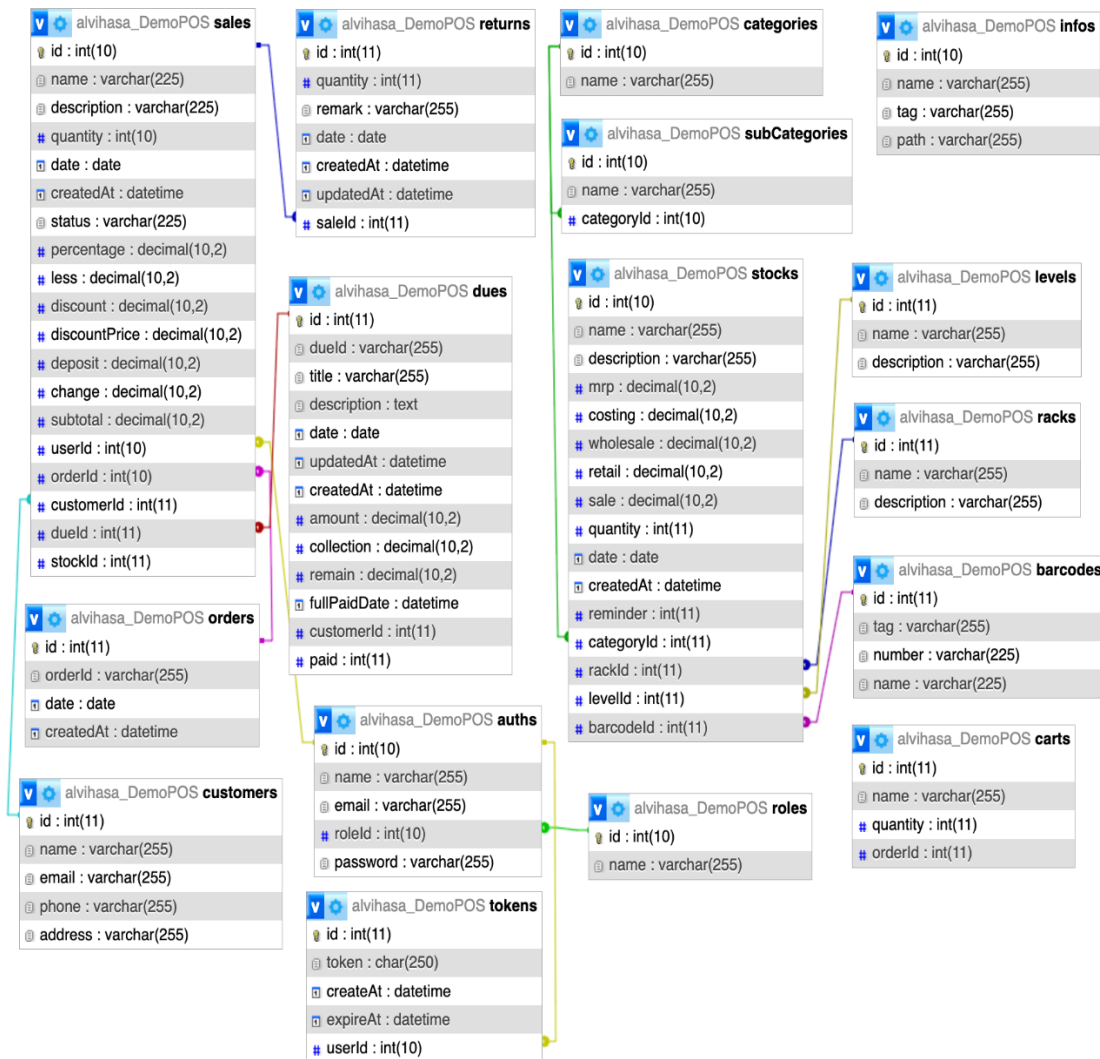 alvihasa_DemoPOS sales
id : int(10)
name : varchar(225)
description : varchar(225)
quantity : int(10)
date : date
createdAt : datetime
status : varchar(225)
percentage : decimal(10,2)
less : decimal(10,2)
discount : decimal(10,2)
discountPrice : decimal(10,2)
deposit : decimal(10,2)
change : decimal(10,2)
subtotal : decimal(10,2)
userId : int(10)
orderId : int(10)
customerId : int(11)
dueId : int(11)
stockId : int(11)
alvihasa_DemoPOS orders
id : int(11)
orderId : varchar(255)
date : date
createdAt : datetime
alvihasa_DemoPOS customers
id : int(11)
name : varchar(255)
email : varchar(255)
phone : varchar(255)
address : varchar(255)
alvihasa_DemoPOS returns
id : int(11)
quantity : int(11)
remark : varchar(255)
date : date
createdAt : datetime
updatedAt : datetime
saleId : int(11)
alvihasa_DemoPOS dues
id : int(11)
dueId : varchar(255)
title : varchar(255)
description : text
date : date
updatedAt : datetime
createdAt : datetime
amount : decimal(10,2)
collection : decimal(10,2)
remain : decimal(10,2)
fullPaidDate : datetime
customerId : int(11)
paid : int(11)
alvihasa_DemoPOS auths
id : int(10)
name : varchar(255)
email : varchar(255)
roleId : int(10)
password : varchar(255)
alvihasa_DemoPOS tokens
id : int(11)
token : char(250)
createAt : datetime
expireAt : datetime
userId : int(10)
alvihasa_DemoPOS categories
id : int(10)
name : varchar(255)
alvihasa_DemoPOS subCategories
id : int(10)
name : varchar(255)
categoryId : int(10)
alvihasa_DemoPOS stocks
id : int(10)
name : varchar(255)
description : varchar(255)
mrp : decimal(10,2)
costing : decimal(10,2)
wholesale : decimal(10,2)
retail : decimal(10,2)
sale : decimal(10,2)
quantity : int(11)
date : date
createdAt : datetime
reminder : int(11)
categoryId : int(11)
rackId : int(11)
levelId : int(11)
barcodeId : int(11)
alvihasa_DemoPOS roles
id : int(10)
name : varchar(255)
alvihasa_DemoPOS infos
id : int(10)
name : varchar(255)
tag : varchar(255)
path : varchar(255)
alvihasa_DemoPOS levels
id : int(11)
name : varchar(255)
description : varchar(255)
alvihasa_DemoPOS racks
id : int(11)
name : varchar(255)
description : varchar(255)
alvihasa_DemoPOS barcodes
id : int(11)
tag : varchar(255)
number : varchar(225)
name : varchar(225)
alvihasa_DemoPOS carts
id : int(11)
name : varchar(255)
quantity : int(11)
orderId : int(11)